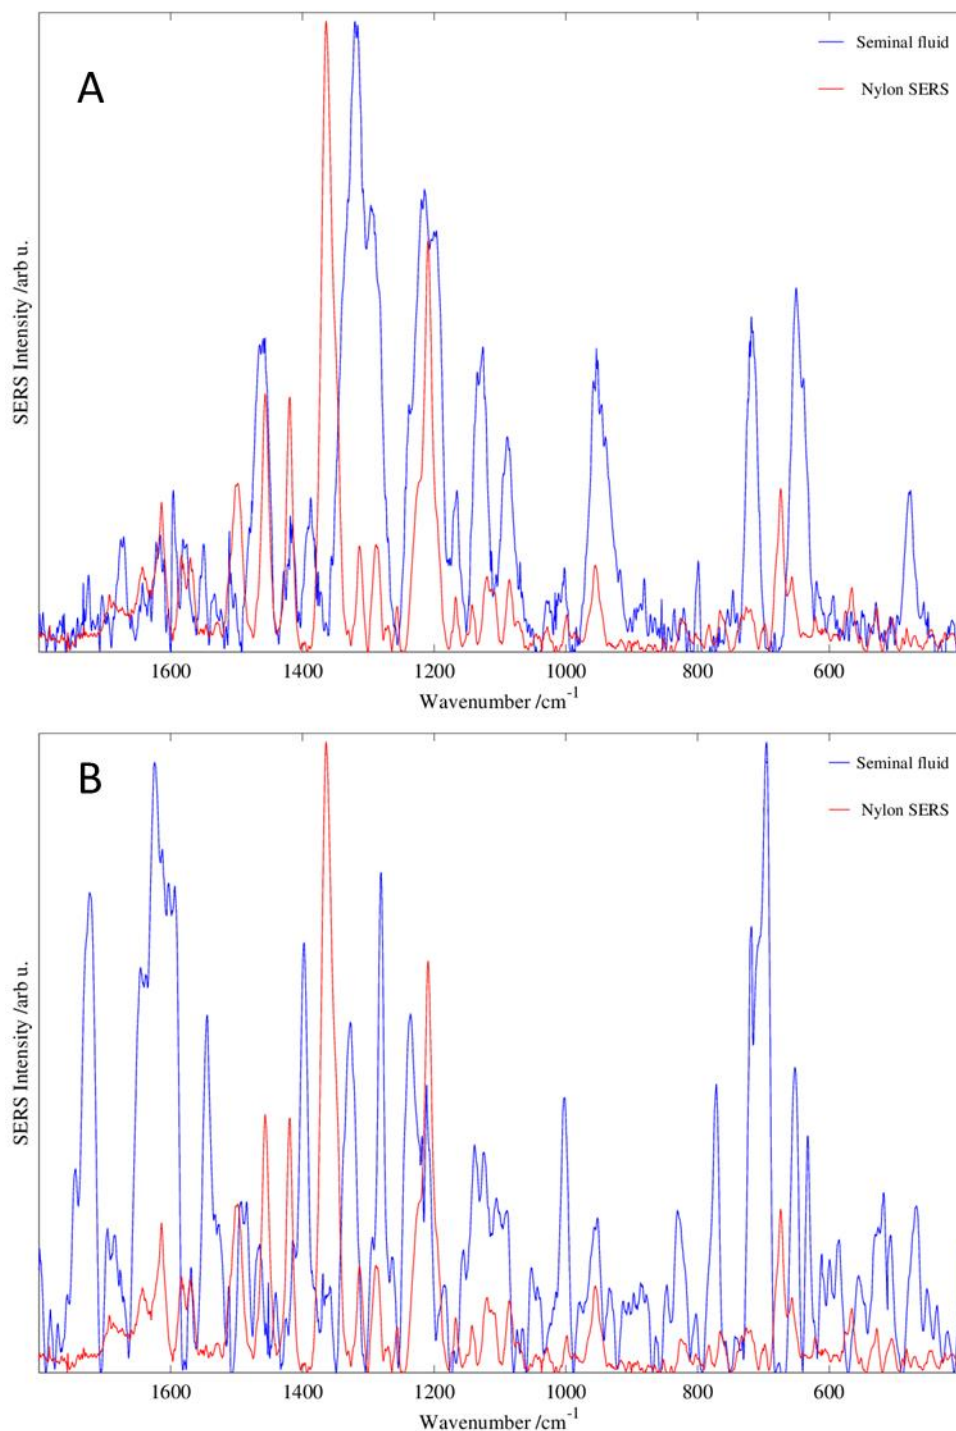 A
Seminal fluid
Nylon SERS
SERS Intensity /arb u.
1600 1400 1200 1000 800 600
Wavenumber /cm-1
B
Seminal fluid
Nylon SERS
SERS Intensity /arb u.
1600 1400 1200 1000 800 600
Wavenumber /cm-1